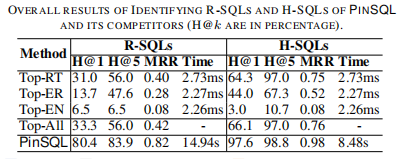 OVERALL RESULTS OF IDENTIFYING R-SQLS AND H-SQLS OF PINSQL
AND ITS COMPETITORS (H@k ARE IN PERCENTAGE).
Method R-SQLs H-SQLs
H@1 H@5 MRR Time H@1 H@5 MRR Time
Top-RT 31.0 56.0 0.40 2.73ms 64.3 97.0 0.75 2.73ms
Top-ER 13.7 47.6 0.28 2.27ms 44.0 67.3 0.52 2.27ms
Top-EN 6.5 6.5 0.08 2.26ms 3.0 10.7 0.08 2.26ms
Top-All 33.3 56.0 0.42 - 66.1 97.0 0.76 -
PinSQL 80.4 83.9 0.82 14.94s 97.6 98.8 0.98 8.48s